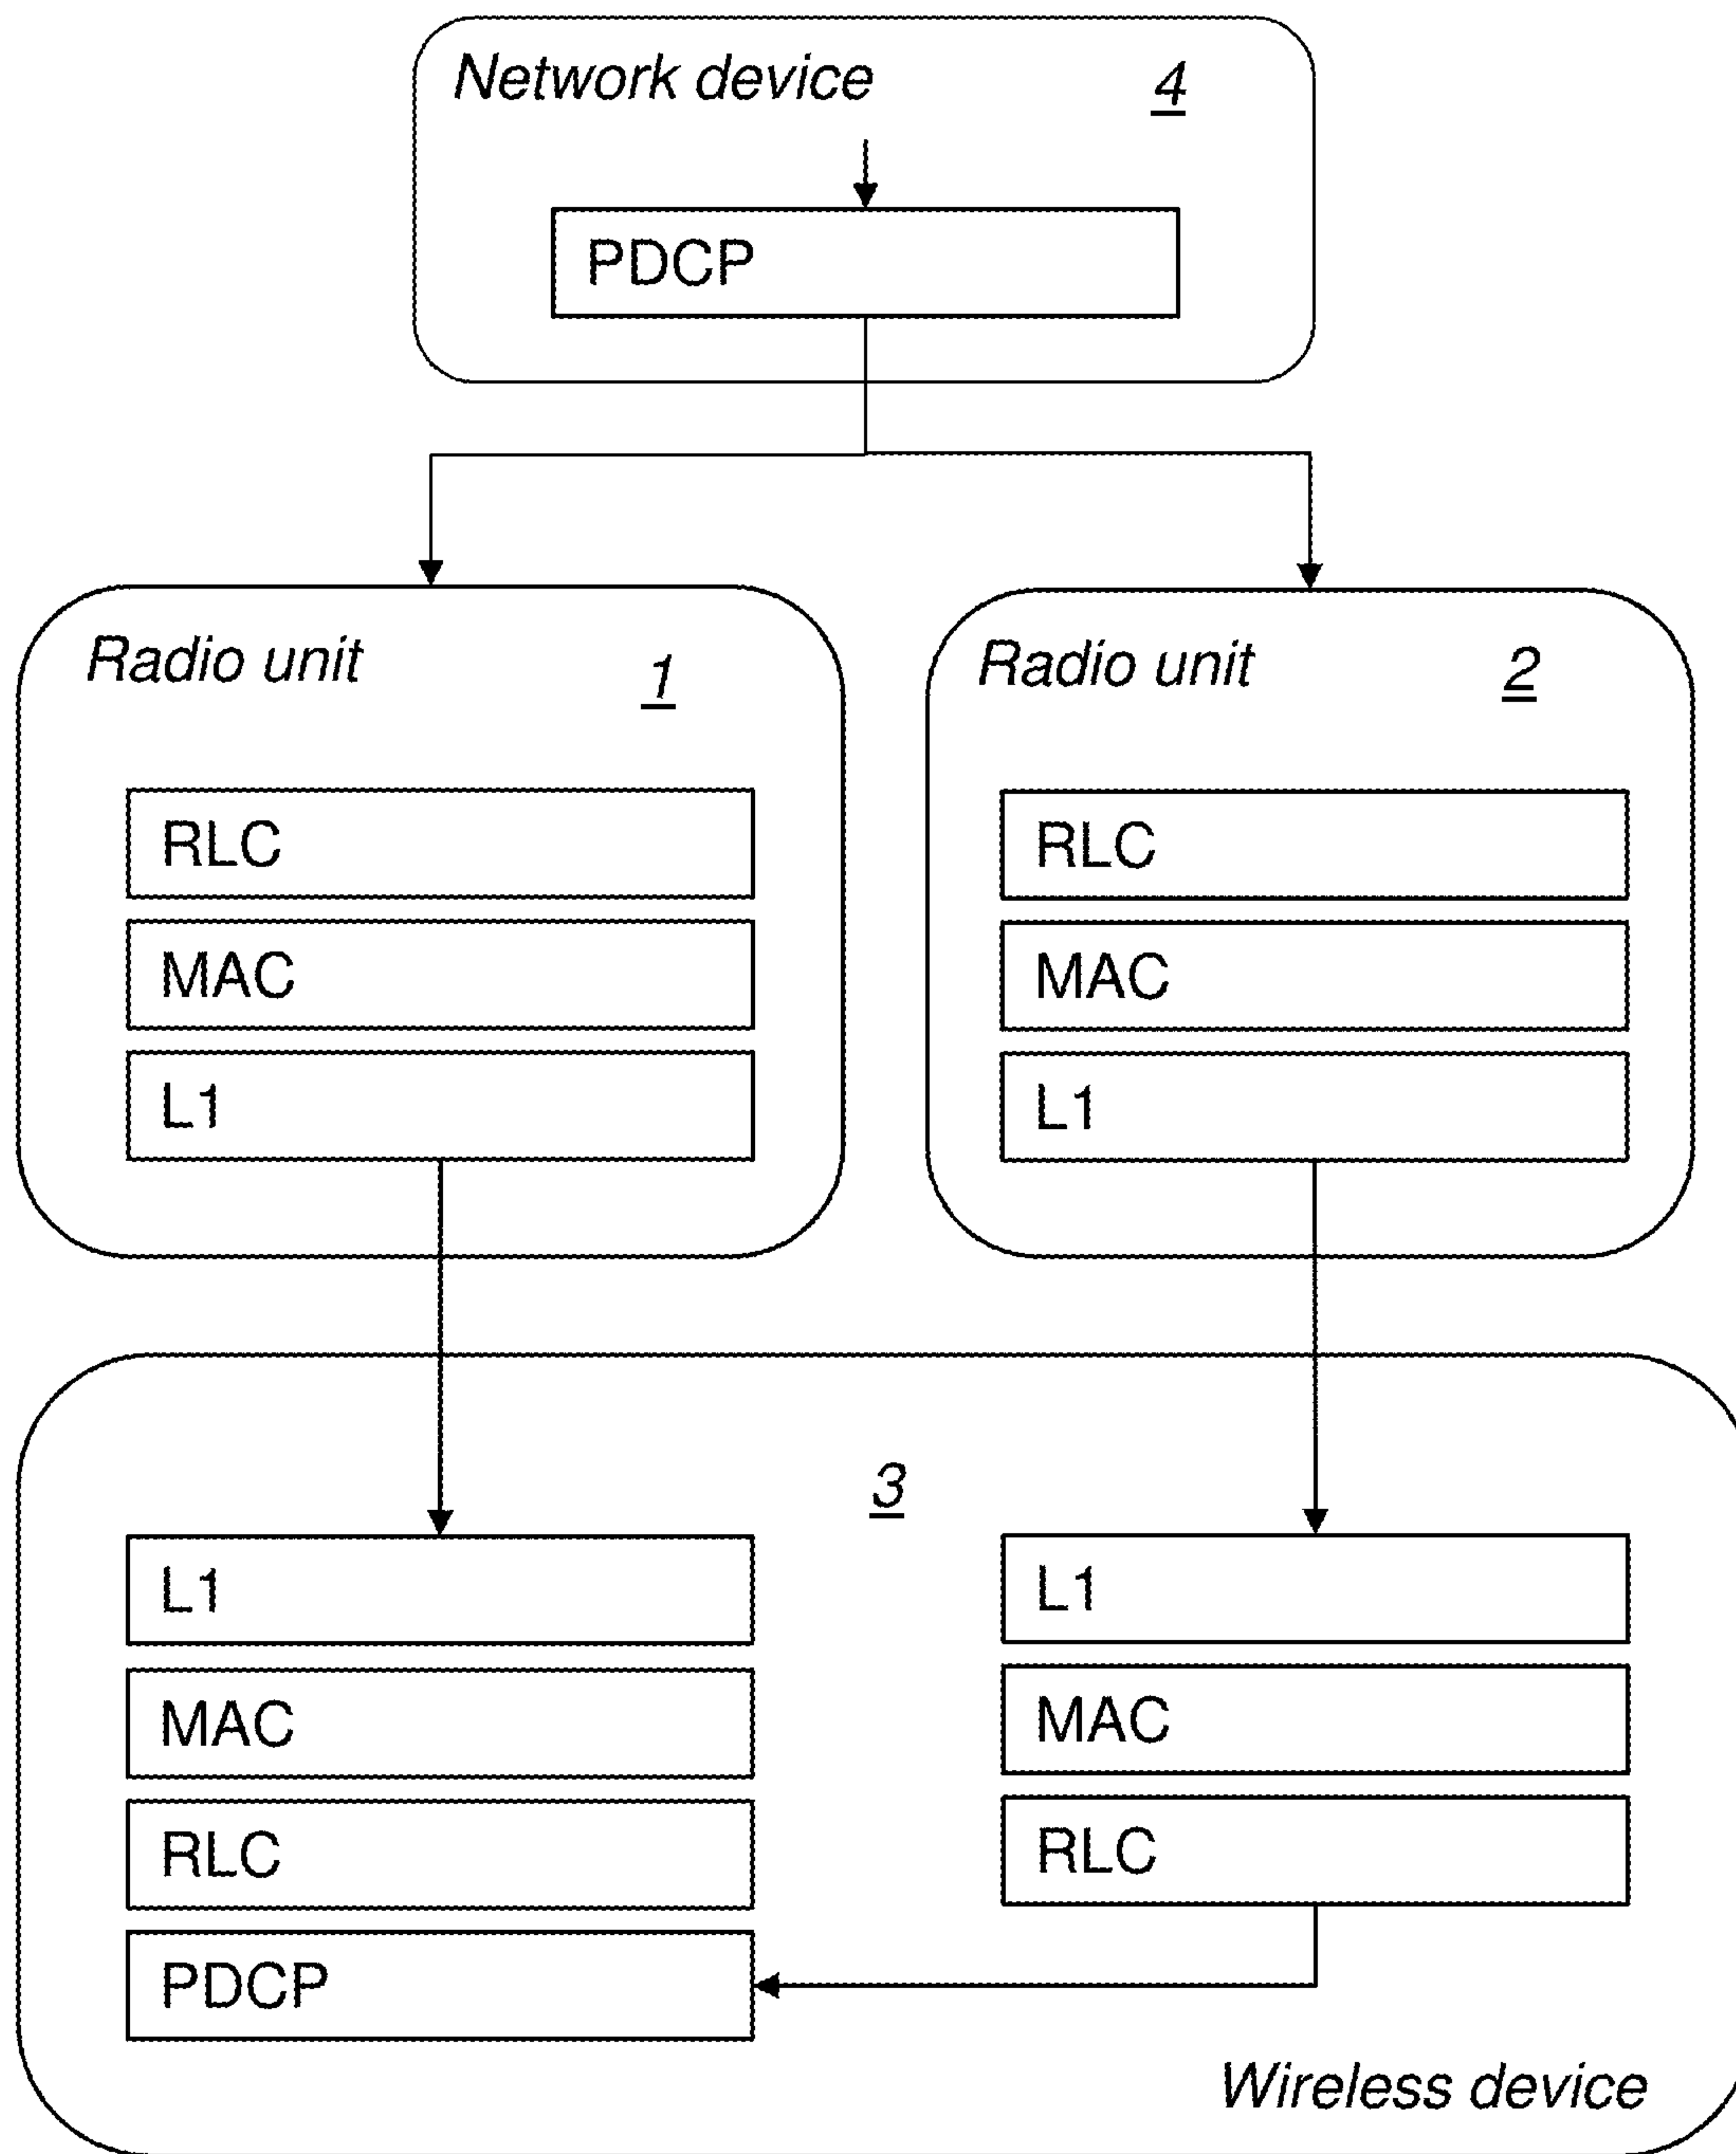 Network device 4
PDCP
Radio unit 1
RLC
MAC
L1
Radio unit 2
RLC
MAC
L1
3
L1
MAC
RLC
PDCP
L1
MAC
RLC
Wireless device